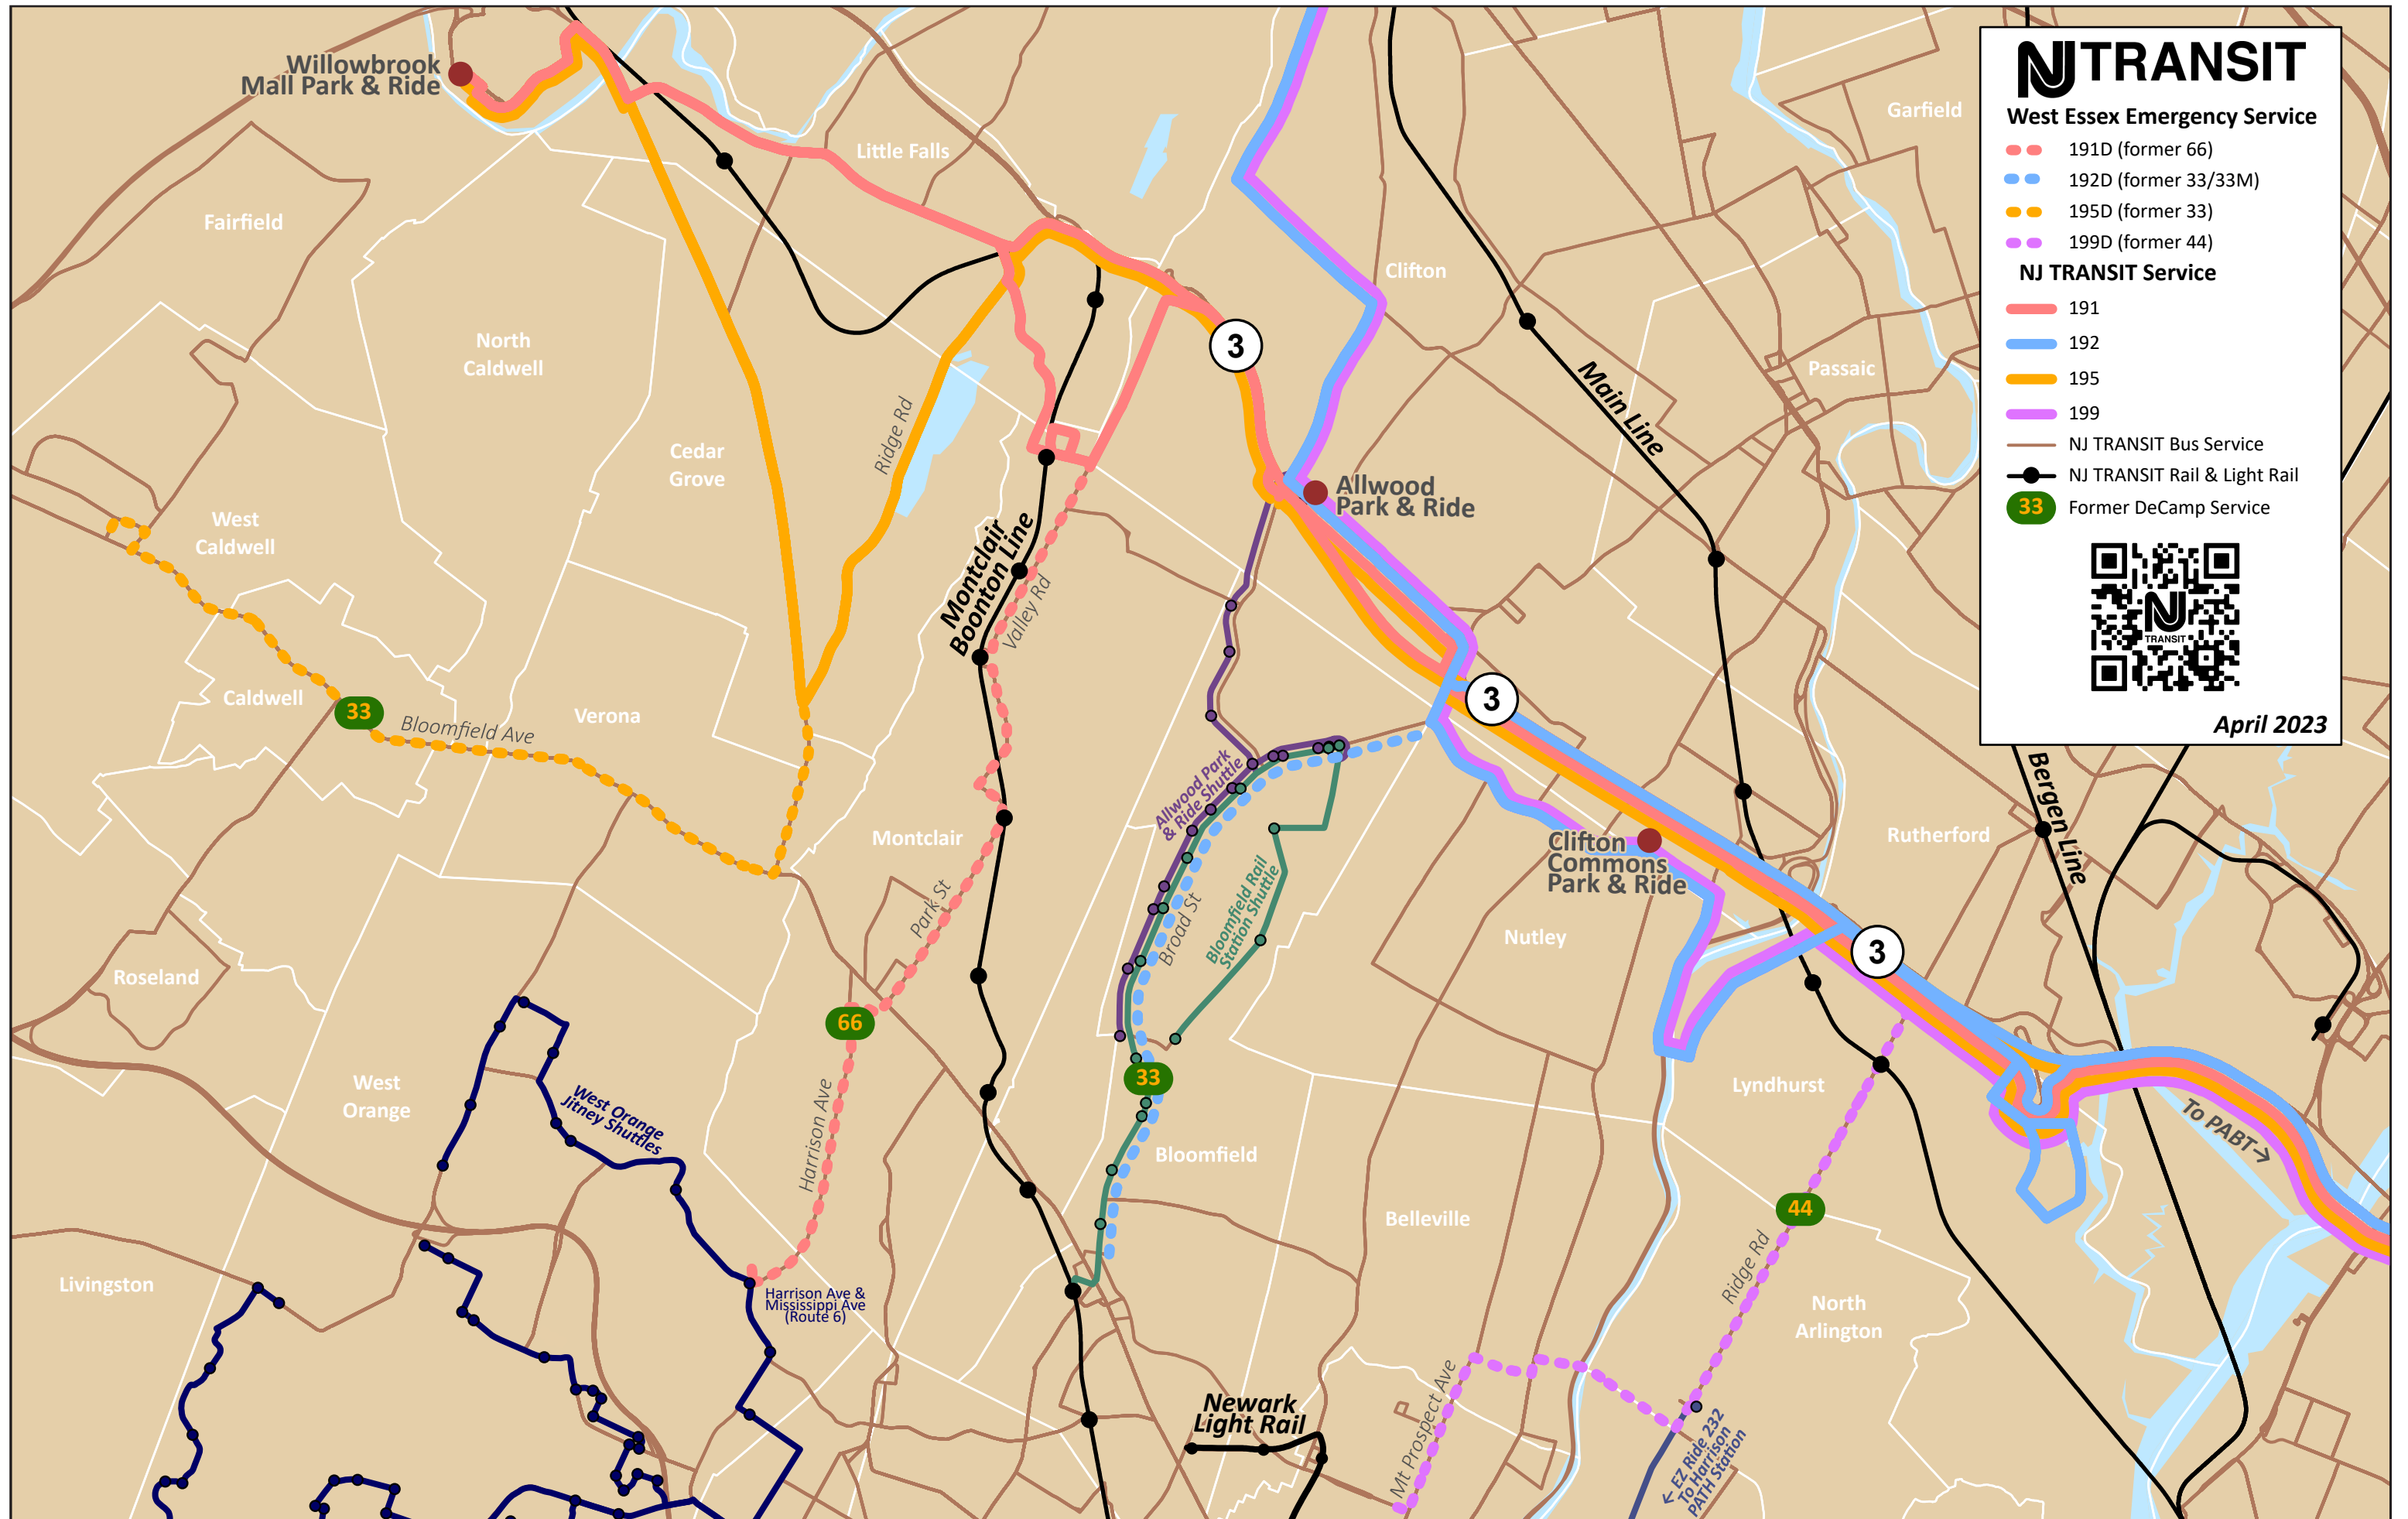 Willowbrook
Mall Park & Ride
Little Falls
Garfield
Fairfield
North
Caldwell
Clifton
3
Passaic
Main Line
Cedar
Grove
Ridge Rd
Allwood
Park & Ride
West
Caldwell
Montclair
Boonton Line
Valley Rd
Caldwell
33
Bloomfield Ave
Verona
3
Allwood Park
& Ride Shuttle
Montclair
Clifton
Commons
Park & Ride
Rutherford
Bergen Line
Park St
Broad St
Bloomfield Rail
Station Shuttle
Nutley
3
Roseland
66
West
Orange
West Orange
Jitney Shuttles
Harrison Ave
33
Bloomfield
Lyndhurst
To PABT→
44
Belleville
Ridge Rd
North
Arlington
Livingston
Harrison Ave &
Mississippi Ave
(Route 6)
Newark
Light Rail
Mt Prospect Ave
← EZ Ride 232
To Harrison
PATH Station
NJ TRANSIT
West Essex Emergency Service
191D (former 66)
192D (former 33/33M)
195D (former 33)
199D (former 44)
NJ TRANSIT Service
191
192
195
199
NJ TRANSIT Bus Service
NJ TRANSIT Rail & Light Rail
33 Former DeCamp Service
NJ
TRANSIT
April 2023